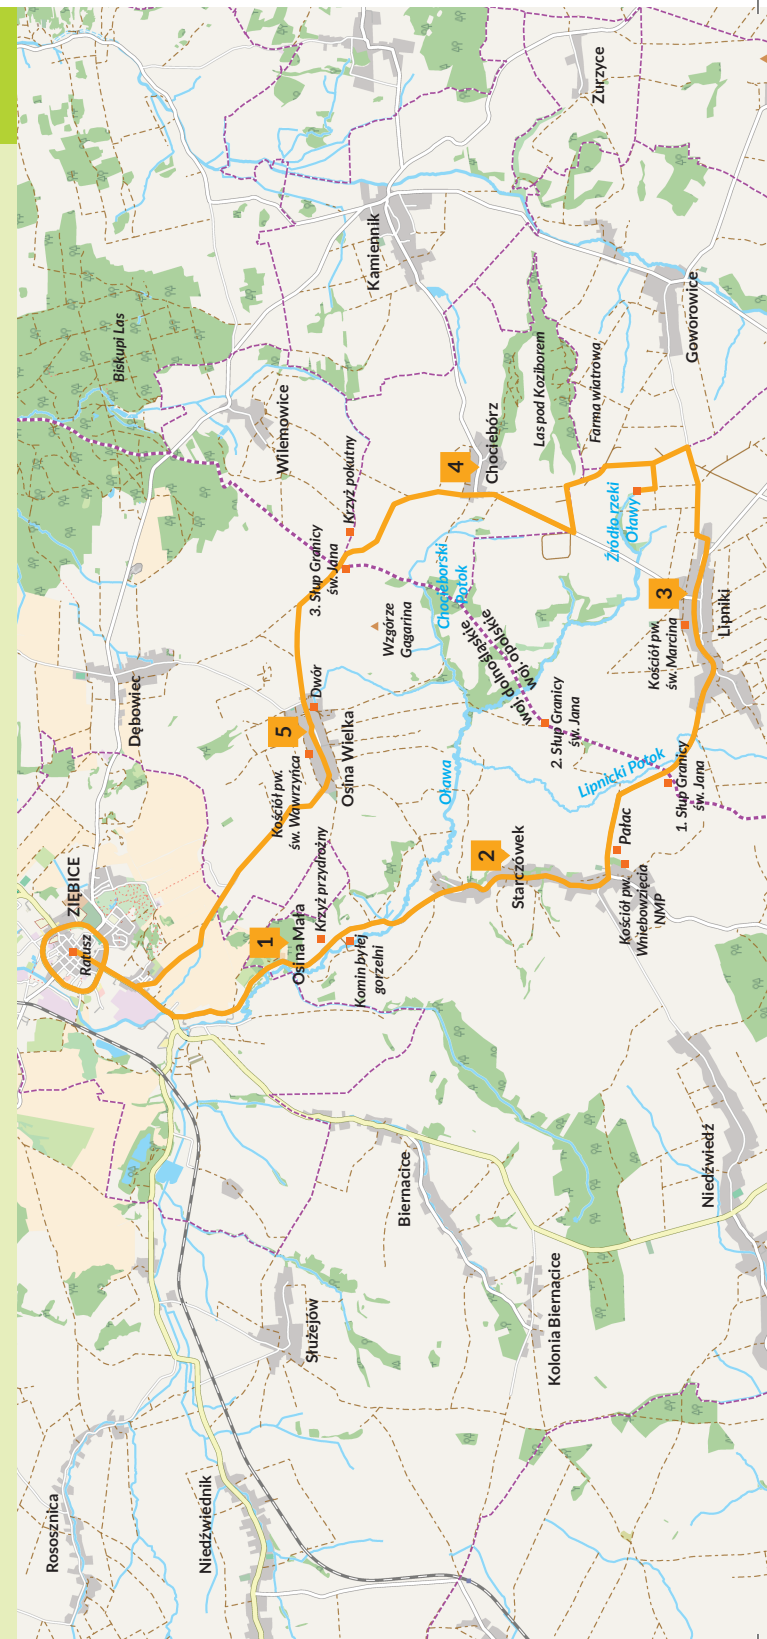 Rososznica
Niedźwiednik
Służejów
Biernacice
Kolonia Biernacice
Niedźwiedź
ZIĘBICE
Ratusz
1
Osina Mała
Krzyż przydrożny
Komin byłej
gorzelni
2
Starczówek
Pałac
Kościół pw.
Wniebowzięcia
NMP
Dębowiec
5
Kościół pw.
św. Wawrzyńca
Dwór
Osina Wielka
Oława
Lipnicki Potok
1. Słup Granicy
św. Jana
2. Słup Granicy
św. Jana
woj. dolnośląskie
woj. opolskie
Wzgórze
Gagarina
Chocieborski
Potok
3. Słup Granicy
św. Jana
Krzyż pokutny
Kościół pw.
św. Marcina
3
Lipniki
Źródło rzeki
Oławy
4
Chociebórz
Wilemowice
Biskupi Las
Las pod Koziborem
Farma wiatrowa
Goworowice
Kamiennik
Zurzyce